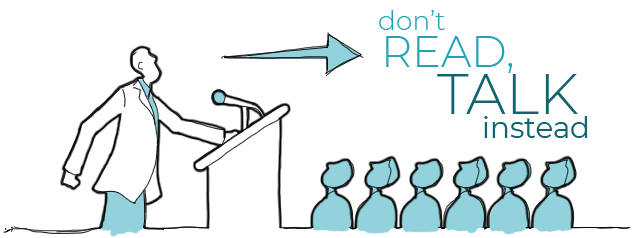 don't
READ,
TALK
instead